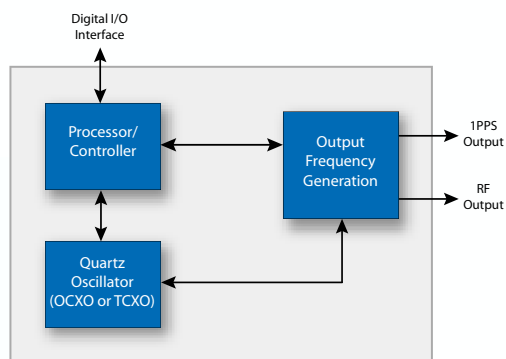 Digital I/O
Interface
Processor/
Controller
Output
Frequency
Generation
1PPS
Output
RF
Output
Quartz
Oscillator
(OCXO or TCXO)